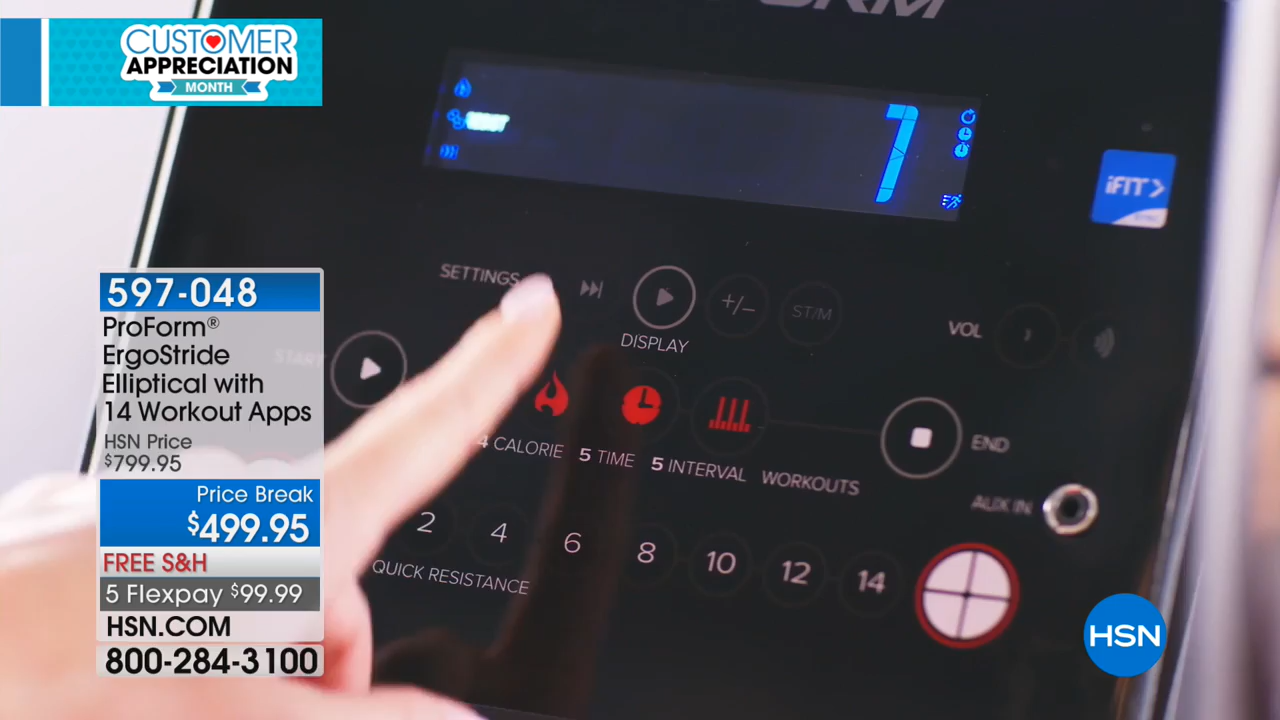 CUSTOMER
APPRECIATION
MONTH
7
iFIT
SETTINGS
+/–
ST/M
VOL
DISPLAY
START
END
4 CALORIE 5 TIME 5 INTERVAL WORKOUTS
AUX IN
2 4 6 8 10 12 14
QUICK RESISTANCE
597-048
ProForm®
ErgoStride
Elliptical with
14 Workout Apps
HSN Price
$799.95
Price Break
$499.95
FREE S&H
5 Flexpay $99.99
HSN.COM
800-284-3100
HSN